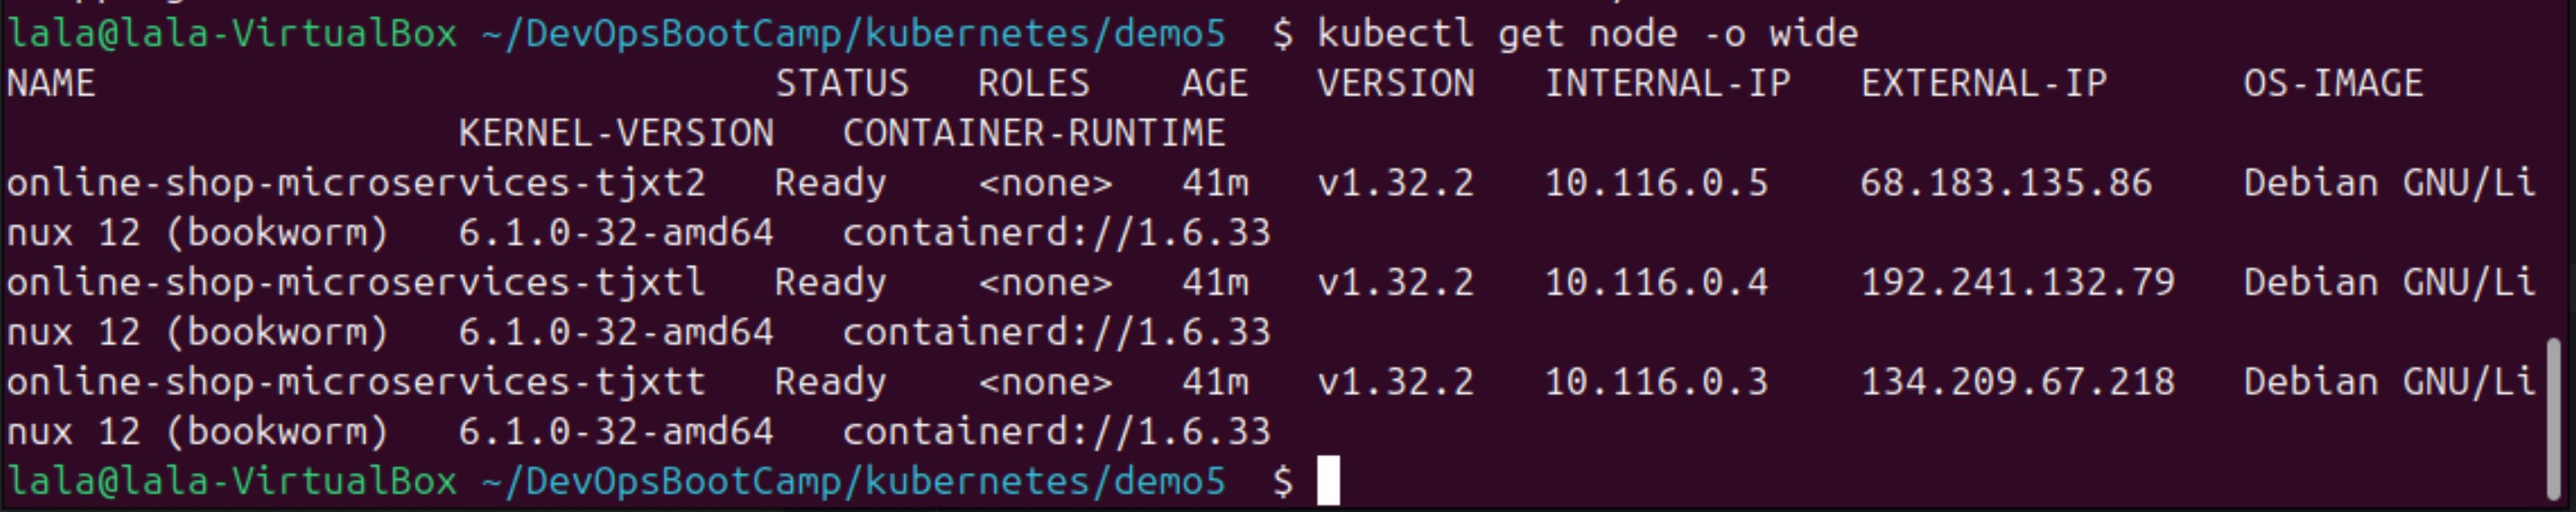 lala@lala-VirtualBox ~/DevOpsBootCamp/kubernetes/demo5  $ kubectl get node -o wide
NAME                              STATUS   ROLES    AGE   VERSION   INTERNAL-IP   EXTERNAL-IP      OS-IMAGE
                    KERNEL-VERSION   CONTAINER-RUNTIME
online-shop-microservices-tjxt2   Ready    <none>   41m   v1.32.2   10.116.0.5    68.183.135.86    Debian GNU/Li
nux 12 (bookworm)   6.1.0-32-amd64   containerd://1.6.33
online-shop-microservices-tjxtl   Ready    <none>   41m   v1.32.2   10.116.0.4    192.241.132.79   Debian GNU/Li
nux 12 (bookworm)   6.1.0-32-amd64   containerd://1.6.33
online-shop-microservices-tjxtt   Ready    <none>   41m   v1.32.2   10.116.0.3    134.209.67.218   Debian GNU/Li
nux 12 (bookworm)   6.1.0-32-amd64   containerd://1.6.33
lala@lala-VirtualBox ~/DevOpsBootCamp/kubernetes/demo5  $